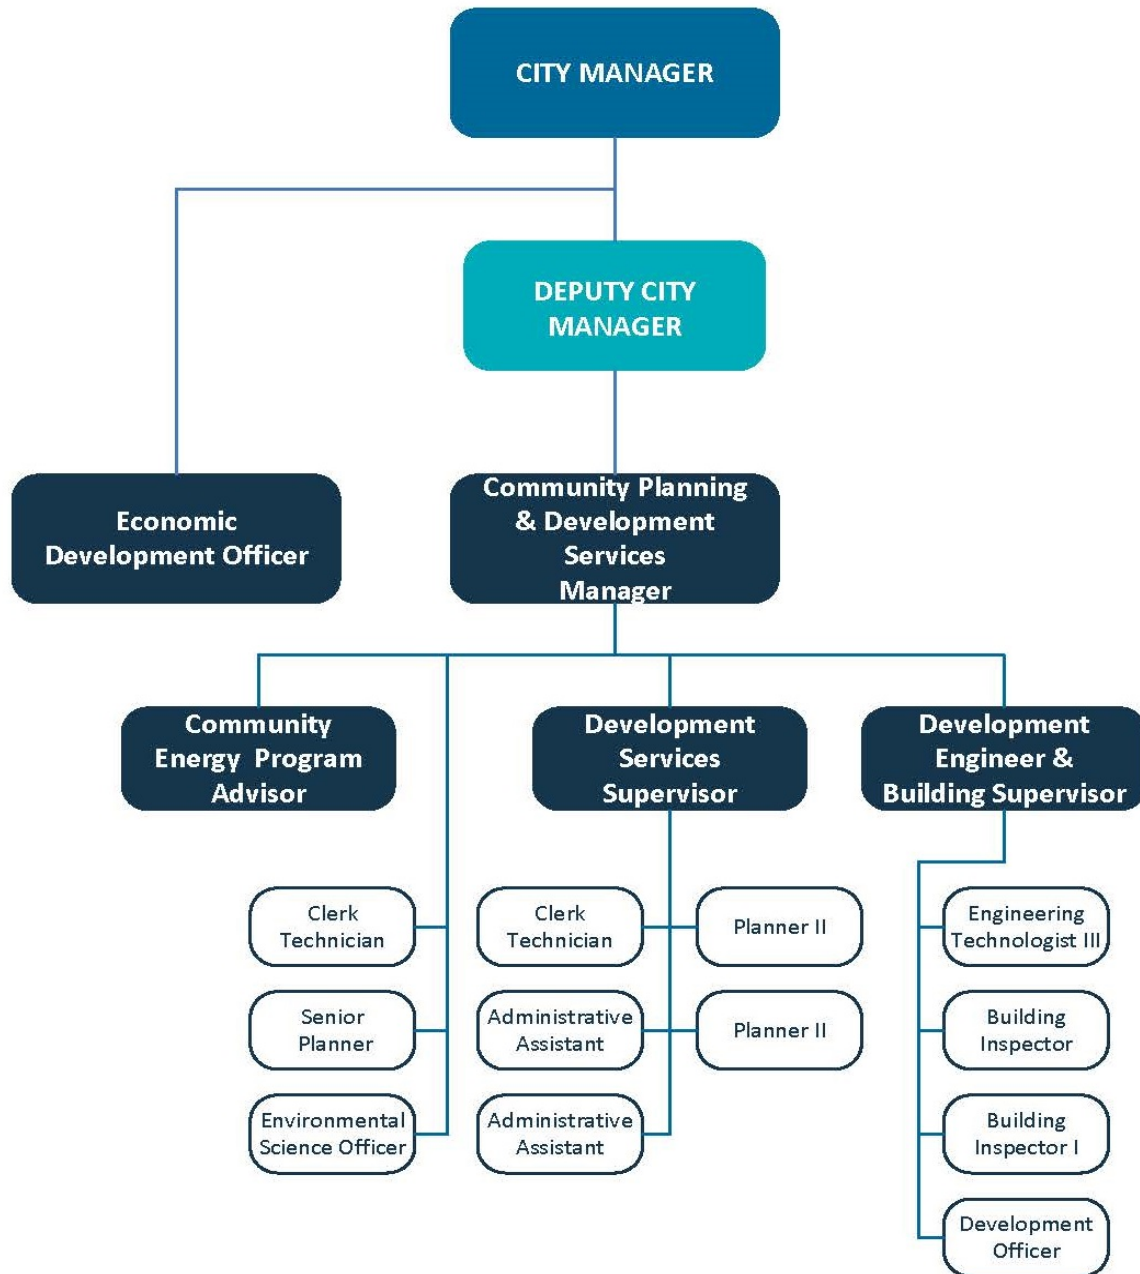 CITY MANAGER
DEPUTY CITY
MANAGER
Economic
Development Officer
Community Planning
& Development
Services
Manager
Community
Energy Program
Advisor
Development
Services
Supervisor
Development
Engineer &
Building Supervisor
Clerk
Technician
Senior
Planner
Environmental
Science Officer
Clerk
Technician
Administrative
Assistant
Administrative
Assistant
Planner II
Planner II
Engineering
Technologist III
Building
Inspector
Building
Inspector I
Development
Officer